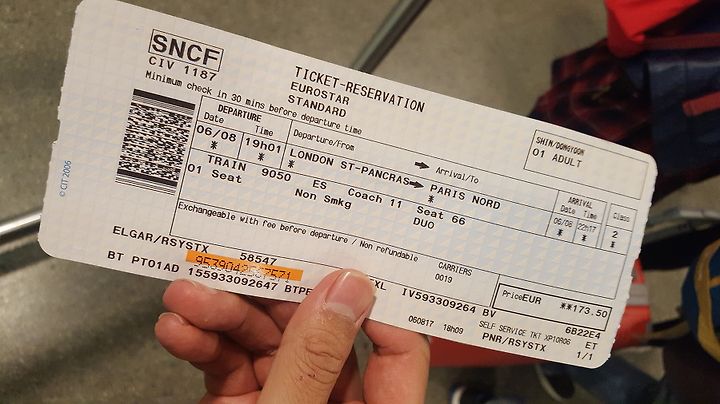 SNCF
CIV 1187
TICKET-RESERVATION
EUROSTAR
STANDARD
Minimum check in 30 mins before departure time
SHIN/DONGYOON
01 ADULT
DEPARTURE
Date Time Departure/From Arrival/To ARRIVAL
Date Time Class
06/08 19h01 LONDON ST-PANCRAS PARIS NORD 06/08 22h17 2
* * * * * * *
TRAIN 9050 ES Coach 11 Seat 66
01 Seat Non Smkg DUO
Exchangeable with fee before departure / Non refundable
CARRIERS
0019
PriceEUR **173.50
ELGAR/RSYSTX 58547
BT PT01AD 155933092647 IV593309264 BV 6B22E4
060817 18h09 SELF SERVICE TKT XP1OR06 ET
PNR/RSYSTX 1/1
© CIT 2006